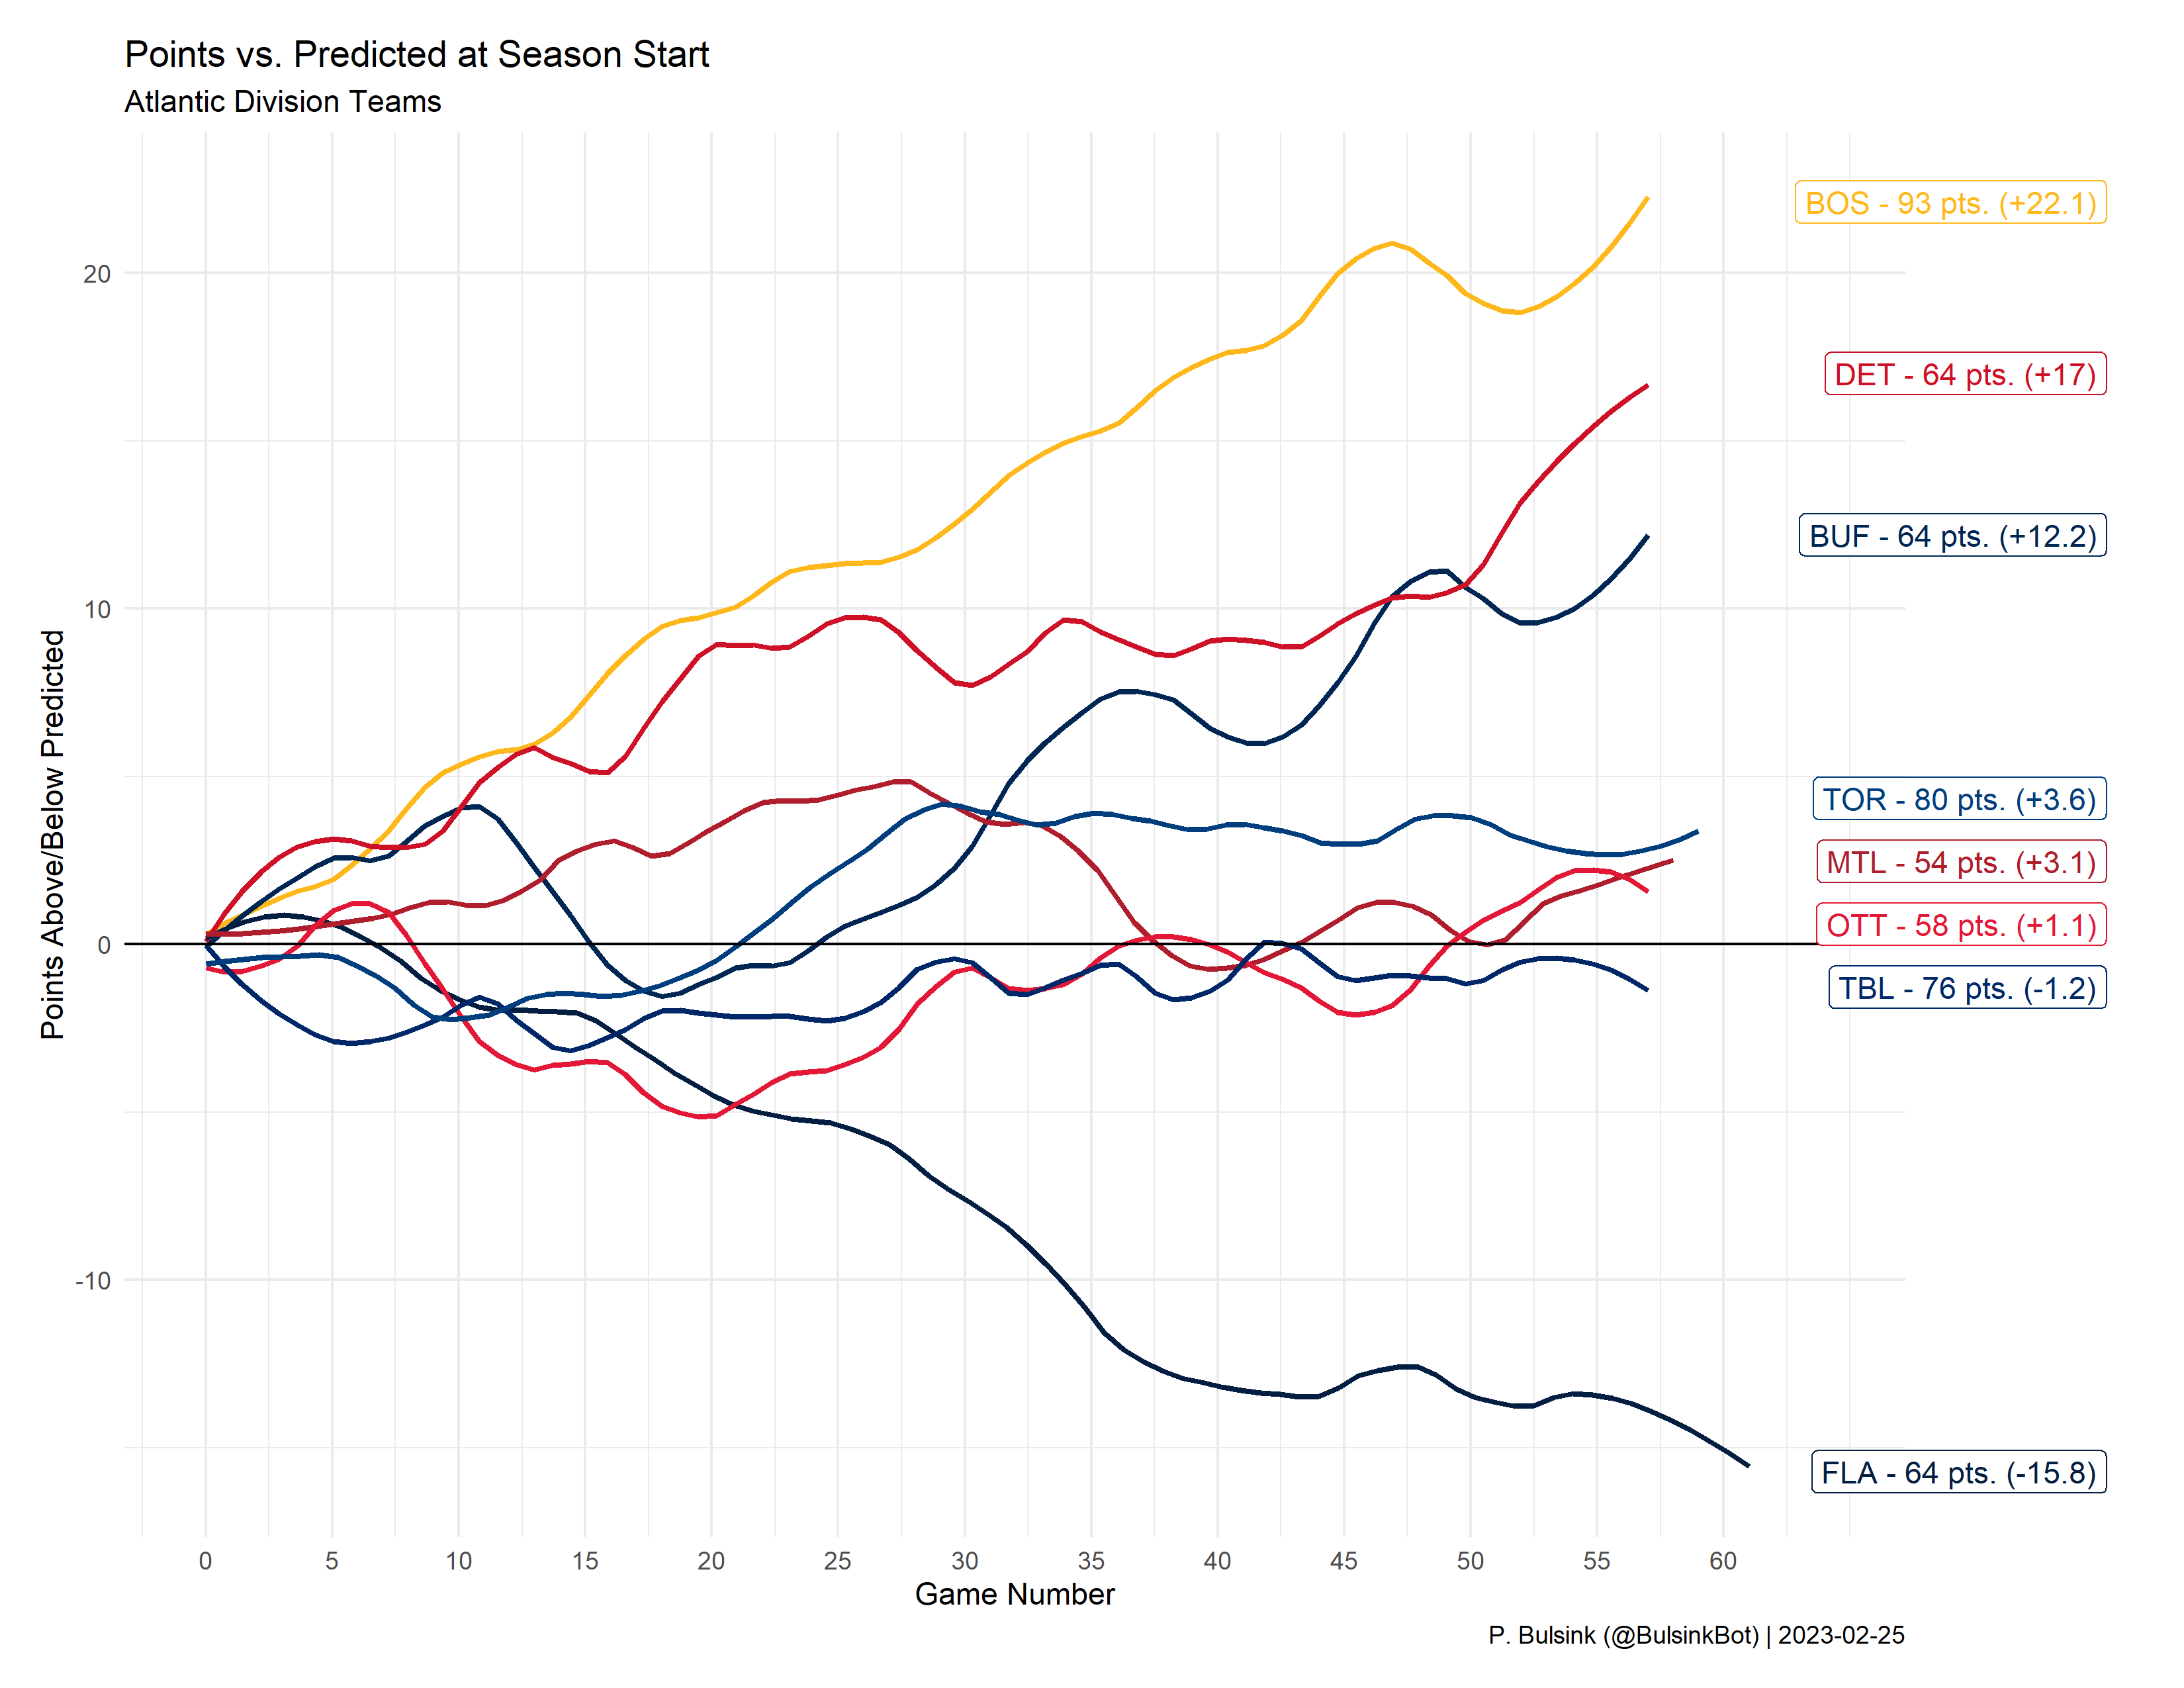 Points vs. Predicted at Season Start
Atlantic Division Teams
Points Above/Below Predicted
20
10
0
-10
BOS - 93 pts. (+22.1)
DET - 64 pts. (+17)
BUF - 64 pts. (+12.2)
TOR - 80 pts. (+3.6)
MTL - 54 pts. (+3.1)
OTT - 58 pts. (+1.1)
TBL - 76 pts. (-1.2)
FLA - 64 pts. (-15.8)
0 5 10 15 20 25 30 35 40 45 50 55 60
Game Number
P. Bulsink (@BulsinkBot) | 2023-02-25